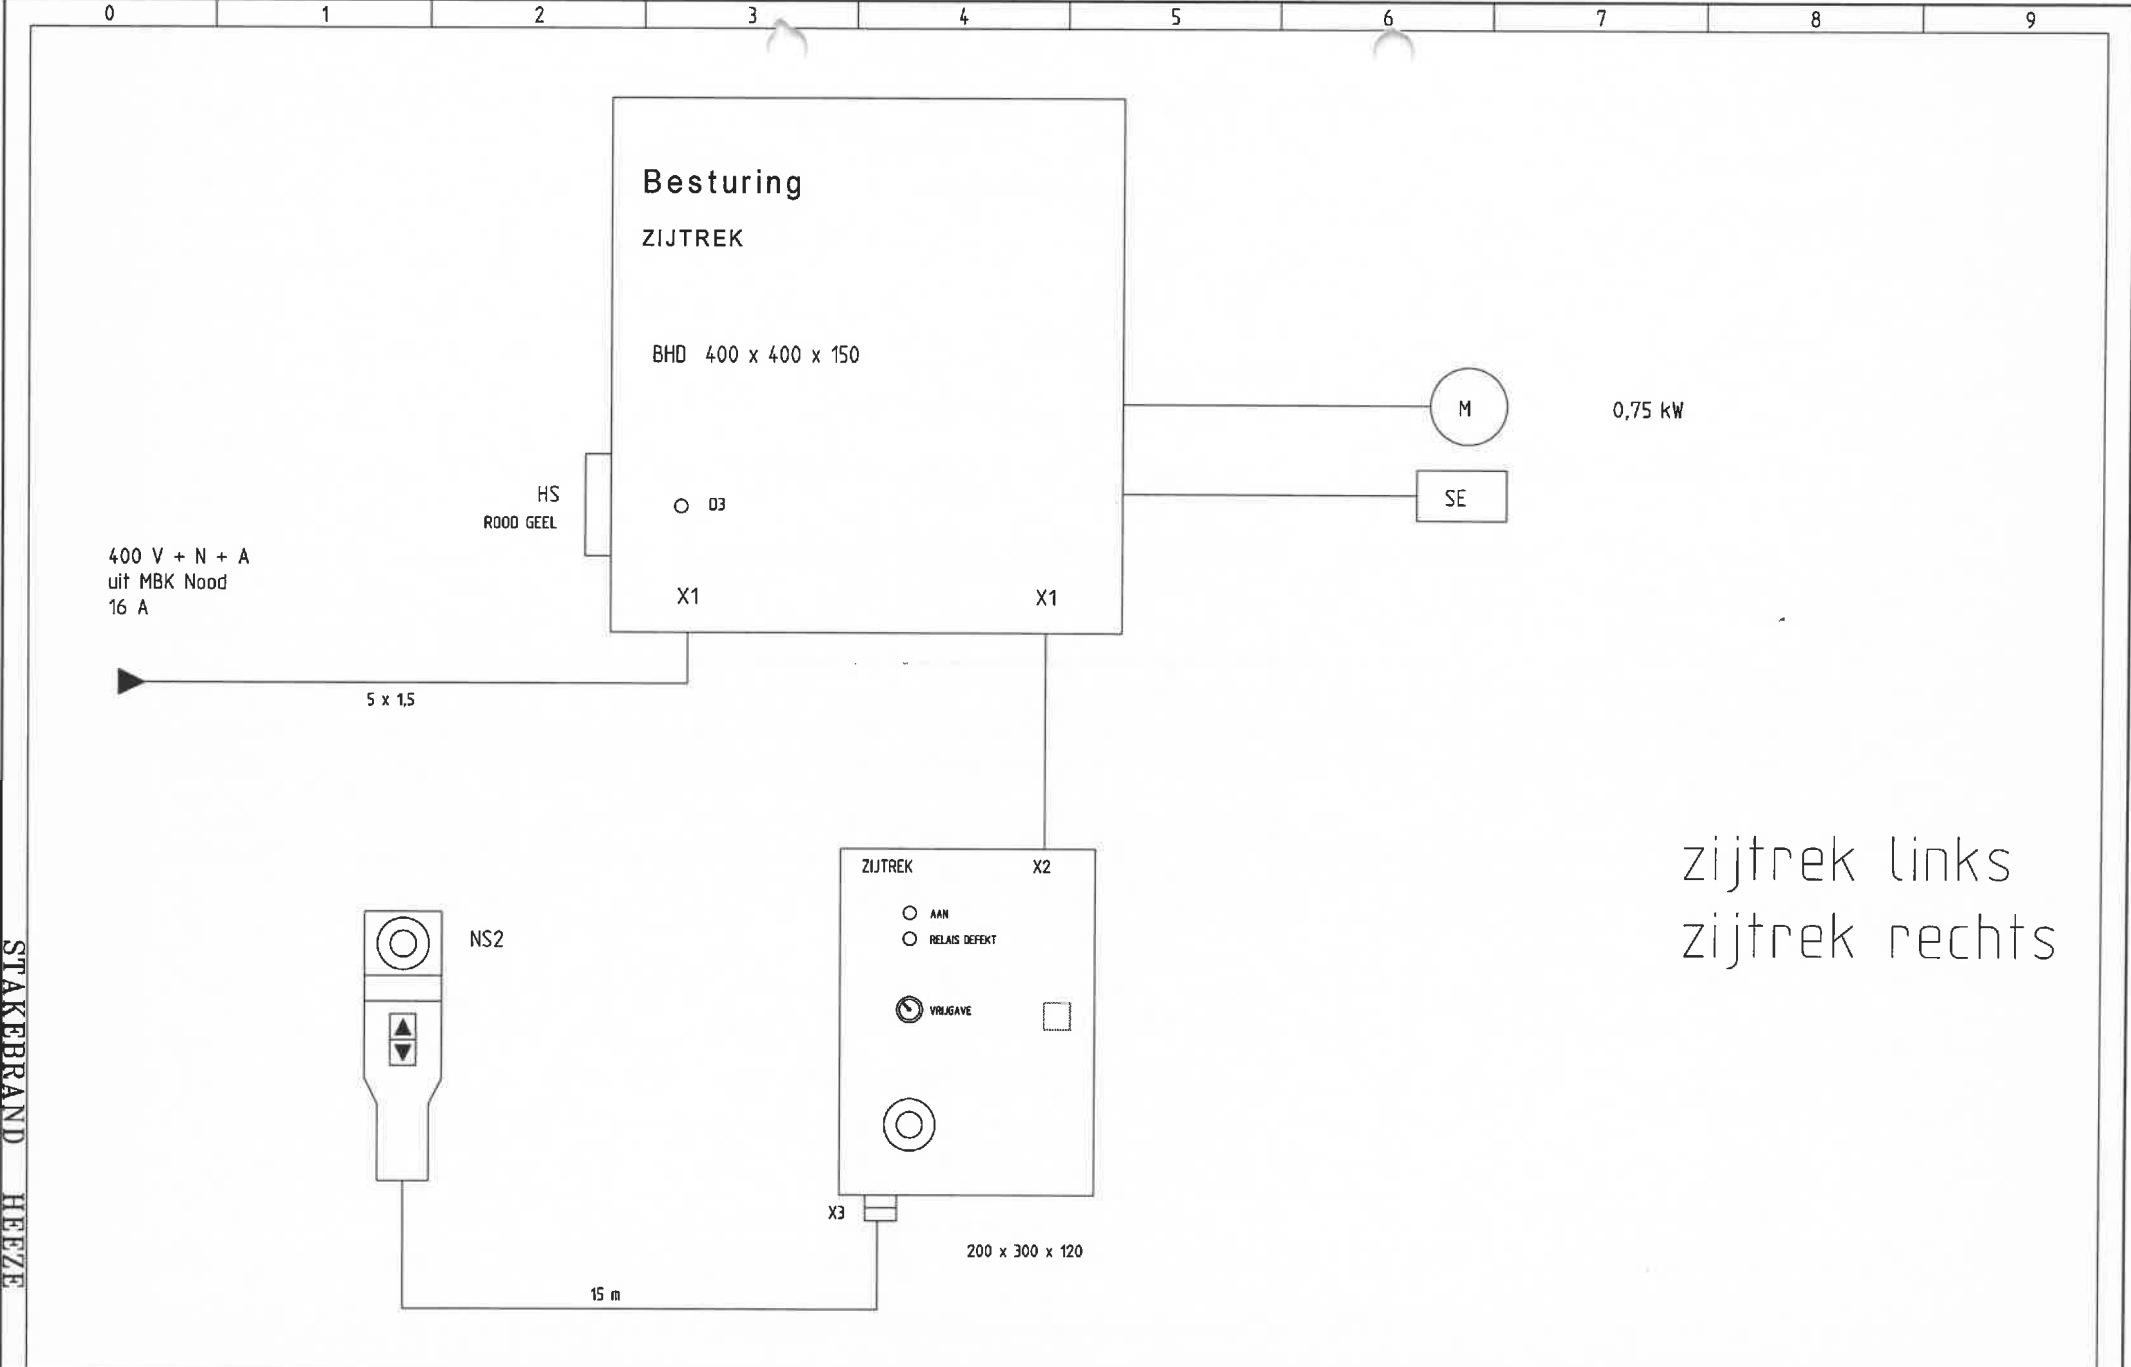 0 1 2 3 4 5 6 7 8 9
Besturing
ZIJTREK
BHD 400 x 400 x 150
M
0,75 kW
HS
ROOD GEEL
D3
SE
400 V + N + A
uit MBK Nood
16 A
X1
X1
5 x 1,5
ZIJTREK
X2
AAN
RELAIS DEFEKT
NS2
VRIJGAVE
zijtrek links
zijtrek rechts
X3
200 x 300 x 120
15 m
STAKEBRAND HEEZE